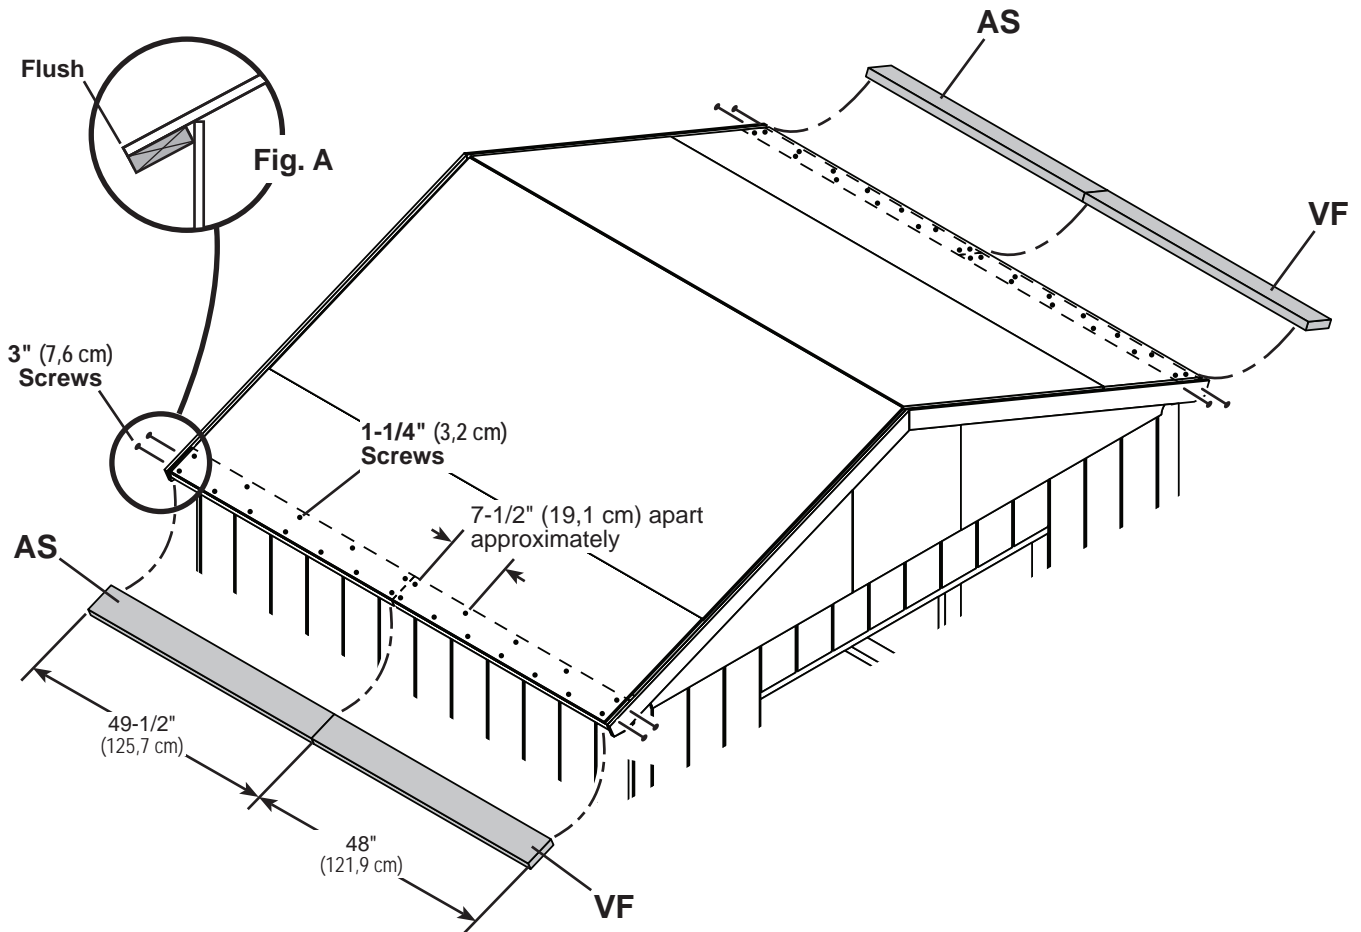 AS
Flush
Fig. A
VF
3" (7,6 cm)
Screws
1-1/4" (3,2 cm)
Screws
7-1/2" (19,1 cm) apart
approximately
AS
49-1/2"
(125,7 cm)
48"
(121,9 cm)
VF